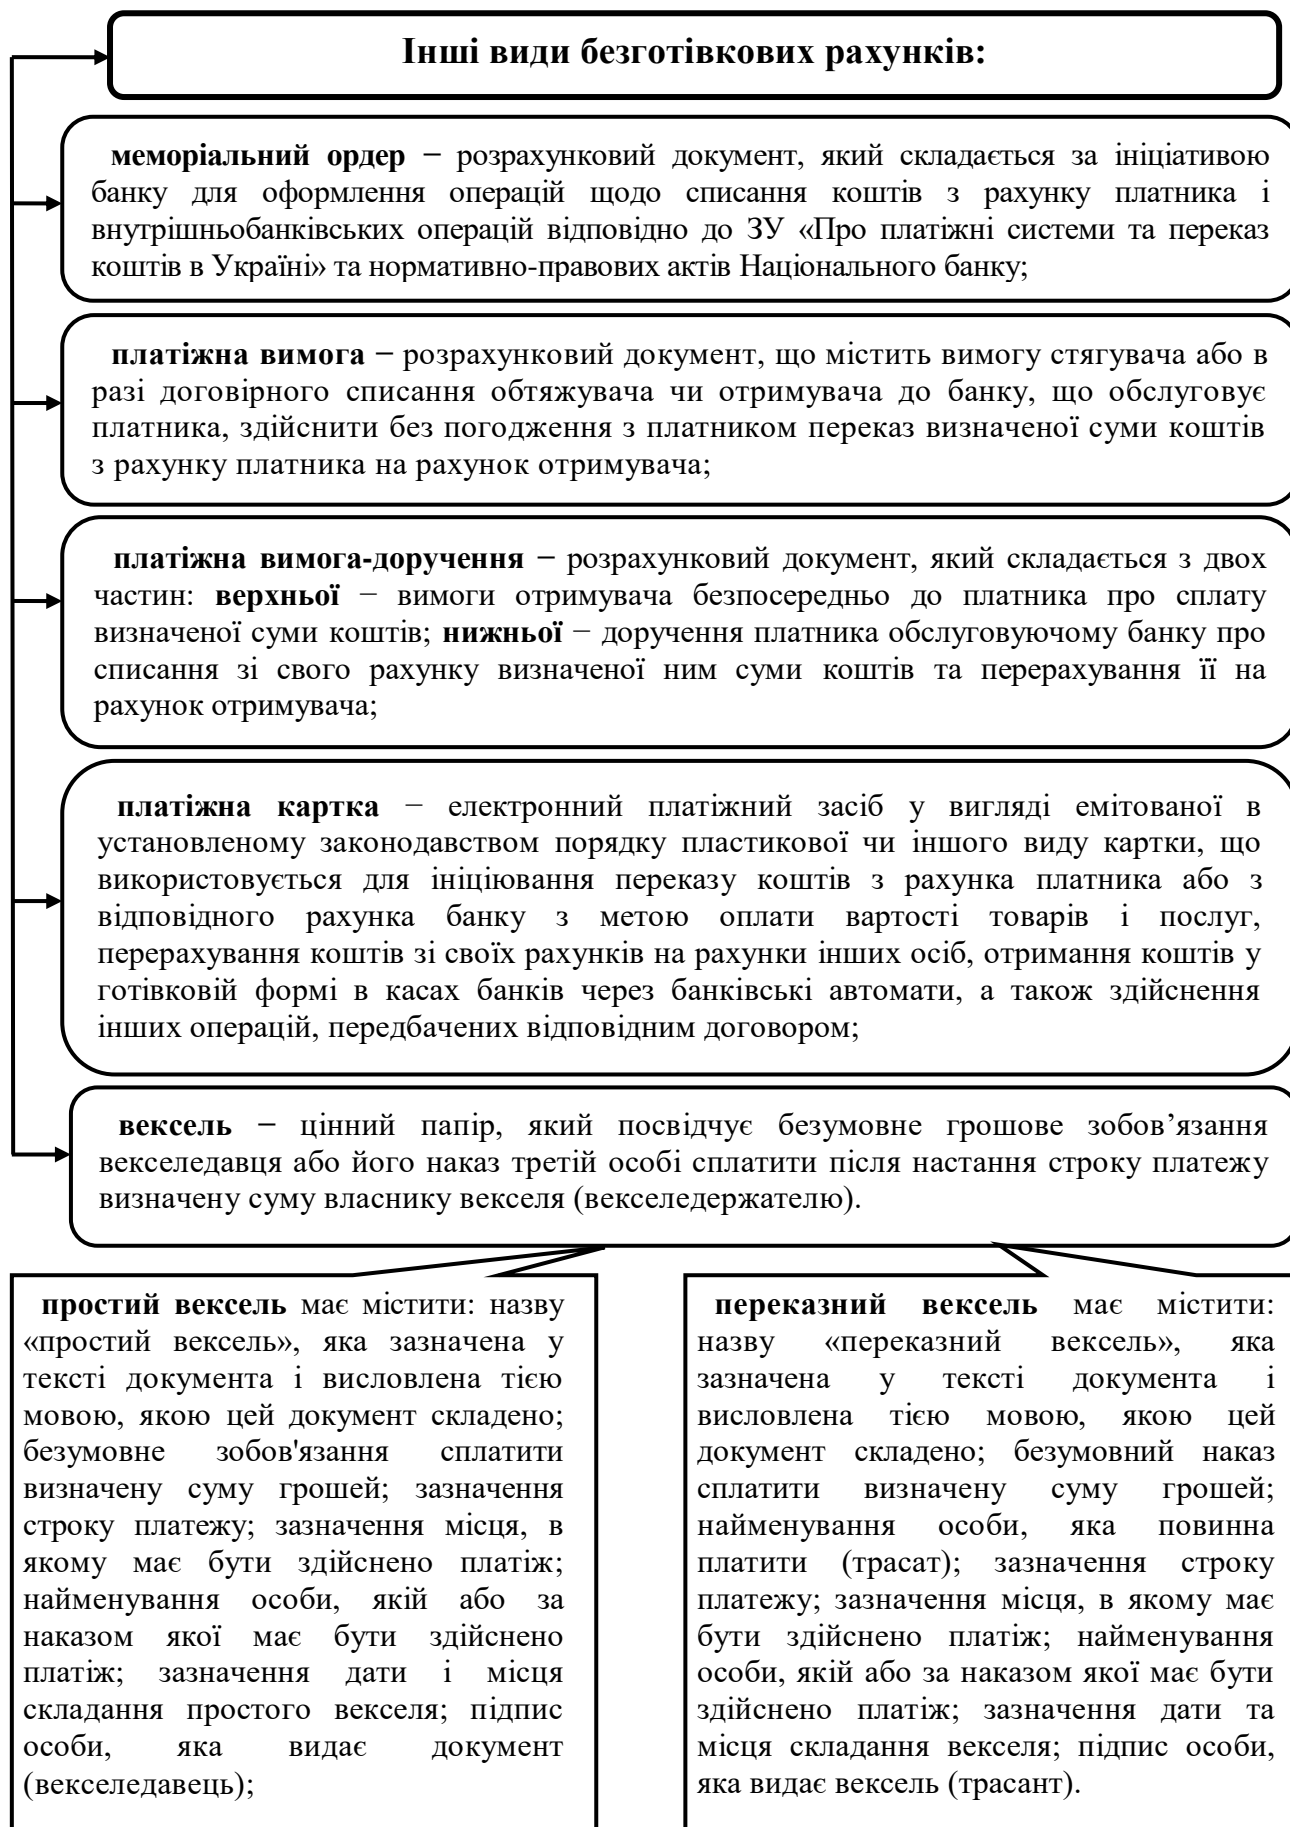 Інші види безготівкових рахунків:
меморіальний ордер – розрахунковий документ, який складається за ініціативою
банку для оформлення операцій щодо списання коштів з рахунку платника і
внутрішньобанківських операцій відповідно до ЗУ «Про платіжні системи та переказ
коштів в Україні» та нормативно-правових актів Національного банку;
платіжна вимога – розрахунковий документ, що містить вимогу стягувача або в
разі договірного списання обтяжувача чи отримувача до банку, що обслуговує
платника, здійснити без погодження з платником переказ визначеної суми коштів
з рахунку платника на рахунок отримувача;
платіжна вимога-доручення – розрахунковий документ, який складається з двох
частин: верхньої − вимоги отримувача безпосередньо до платника про сплату
визначеної суми коштів; нижньої − доручення платника обслуговуючому банку про
списання зі свого рахунку визначеної ним суми коштів та перерахування її на
рахунок отримувача;
платіжна картка − електронний платіжний засіб у вигляді емітованої в
установленому законодавством порядку пластикової чи іншого виду картки, що
використовується для ініціювання переказу коштів з рахунка платника або з
відповідного рахунка банку з метою оплати вартості товарів і послуг,
перерахування коштів зі своїх рахунків на рахунки інших осіб, отримання коштів у
готівковій формі в касах банків через банківські автомати, а також здійснення
інших операцій, передбачених відповідним договором;
вексель – цінний папір, який посвідчує безумовне грошове зобов’язання
векселедавця або його наказ третій особі сплатити після настання строку платежу
визначену суму власнику векселя (векселедержателю).
простий вексель має містити: назву
«простий вексель», яка зазначена у
тексті документа і висловлена тією
мовою, якою цей документ складено;
безумовне зобов'язання сплатити
визначену суму грошей; зазначення
строку платежу; зазначення місця, в
якому має бути здійснено платіж;
найменування особи, якій або за
наказом якої має бути здійснено
платіж; зазначення дати і місця
складання простого векселя; підпис
особи, яка видає документ
(векселедавець);
переказний вексель має містити:
назву «переказний вексель», яка
зазначена у тексті документа і
висловлена тією мовою, якою цей
документ складено; безумовний наказ
сплатити визначену суму грошей;
найменування особи, яка повинна
платити (трасат); зазначення строку
платежу; зазначення місця, в якому має
бути здійснено платіж; найменування
особи, якій або за наказом якої має бути
здійснено платіж; зазначення дати та
місця складання векселя; підпис особи,
яка видає вексель (трасант).